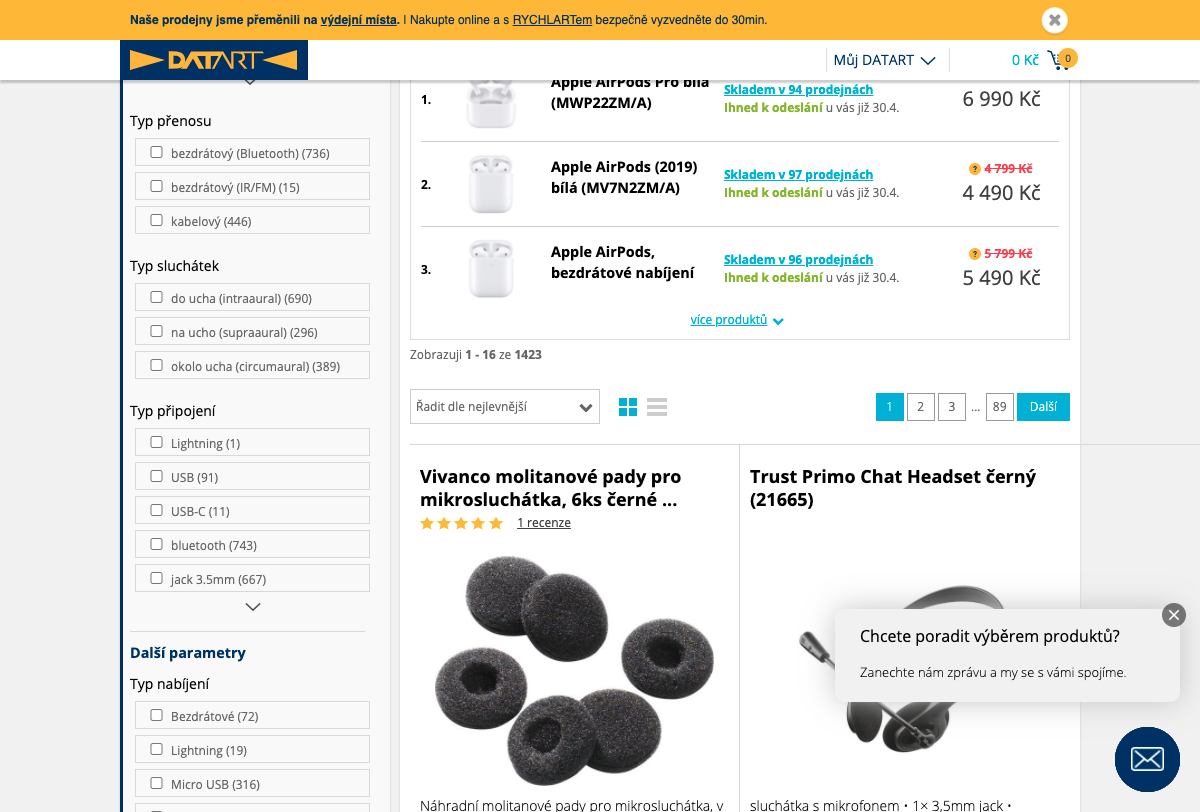 Naše prodejny jsme přeměnili na výdejní místa. I Nakupte online a s RYCHLARTem bezpečně vyzvedněte do 30min.
DATART
Můj DATART
0 Kč
0
Typ přenosu
bezdrátový (Bluetooth) (736)
bezdrátový (IR/FM) (15)
kabelový (446)
Typ sluchátek
do ucha (intraaural) (690)
na ucho (supraaural) (296)
okolo ucha (circumaural) (389)
Typ připojení
Lightning (1)
USB (91)
USB-C (11)
bluetooth (743)
jack 3.5mm (667)
Další parametry
Typ nabíjení
Bezdrátové (72)
Lightning (19)
Micro USB (316)
1.
Apple AirPods Pro bílá
(MWP22ZM/A)
Skladem v 94 prodejnách
Ihned k odeslání u vás již 30.4.
6 990 Kč
2.
Apple AirPods (2019)
bílá (MV7N2ZM/A)
Skladem v 97 prodejnách
Ihned k odeslání u vás již 30.4.
? 4 799 Kč
4 490 Kč
3.
Apple AirPods,
bezdrátové nabíjení
Skladem v 96 prodejnách
Ihned k odeslání u vás již 30.4.
? 5 799 Kč
5 490 Kč
více produktů
Zobrazuji 1 - 16 ze 1423
Řadit dle nejlevnější
1 2 3 ... 89 Další
Vivanco molitanové pady pro
mikrosluchátka, 6ks černé ...
1 recenze
Náhradní molitanové pady pro mikrosluchátka, v
Trust Primo Chat Headset černý
(21665)
sluchátka s mikrofonem • 1× 3,5mm jack •
Chcete poradit výběrem produktů?
Zanechte nám zprávu a my se s vámi spojíme.